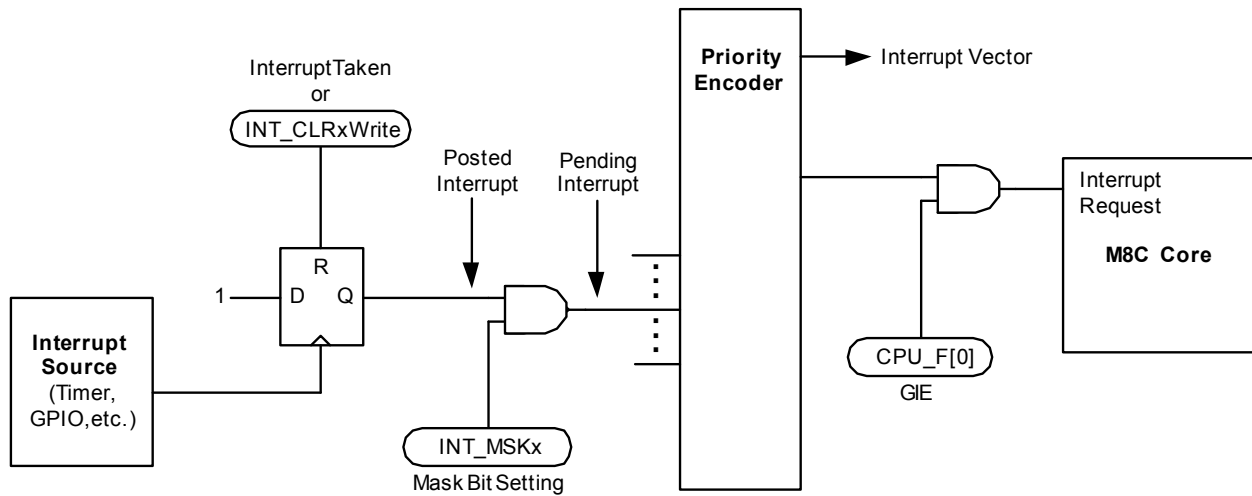 InterruptTaken
or
INT_CLRxWrite
Posted
Interrupt
Pending
Interrupt
Priority
Encoder
Interrupt Vector
Interrupt
Request
M8C Core
R
1
D
Q
Interrupt
Source
(Timer,
GPIO,etc.)
INT_MSKx
Mask Bit Setting
CPU_F[0]
GIE